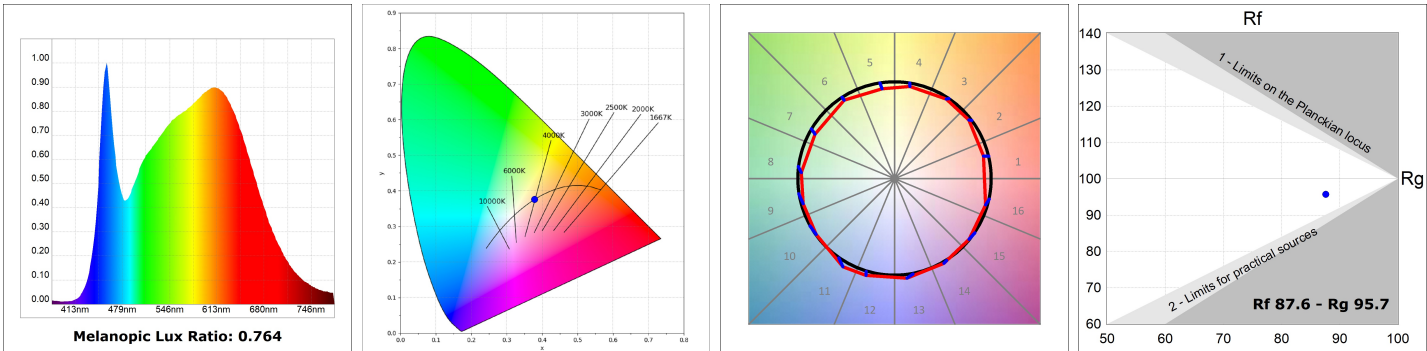 1.00
0.90
0.80
0.70
0.60
0.50
0.40
0.30
0.20
0.10
0.00
413nm 479nm 546nm 613nm 680nm 746nm
Melanopic Lux Ratio: 0.764
0.9
0.8
0.7
0.6
0.5
0.4
0.3
0.2
0.1
0.0
y
0.0 0.1 0.2 0.3 0.4 0.5 0.6 0.7 0.8
x
10000K
6000K
4000K
3000K
2500K
2000K
1667K
1
2
3
4
5
6
7
8
9
10
11
12
13
14
15
16
Rf
140
130
120
110
100
90
80
70
60
50 60 70 80 90 100
Rg
1 - Limits on the Planckian locus
2 - Limits for practical sources
Rf 87.6 - Rg 95.7